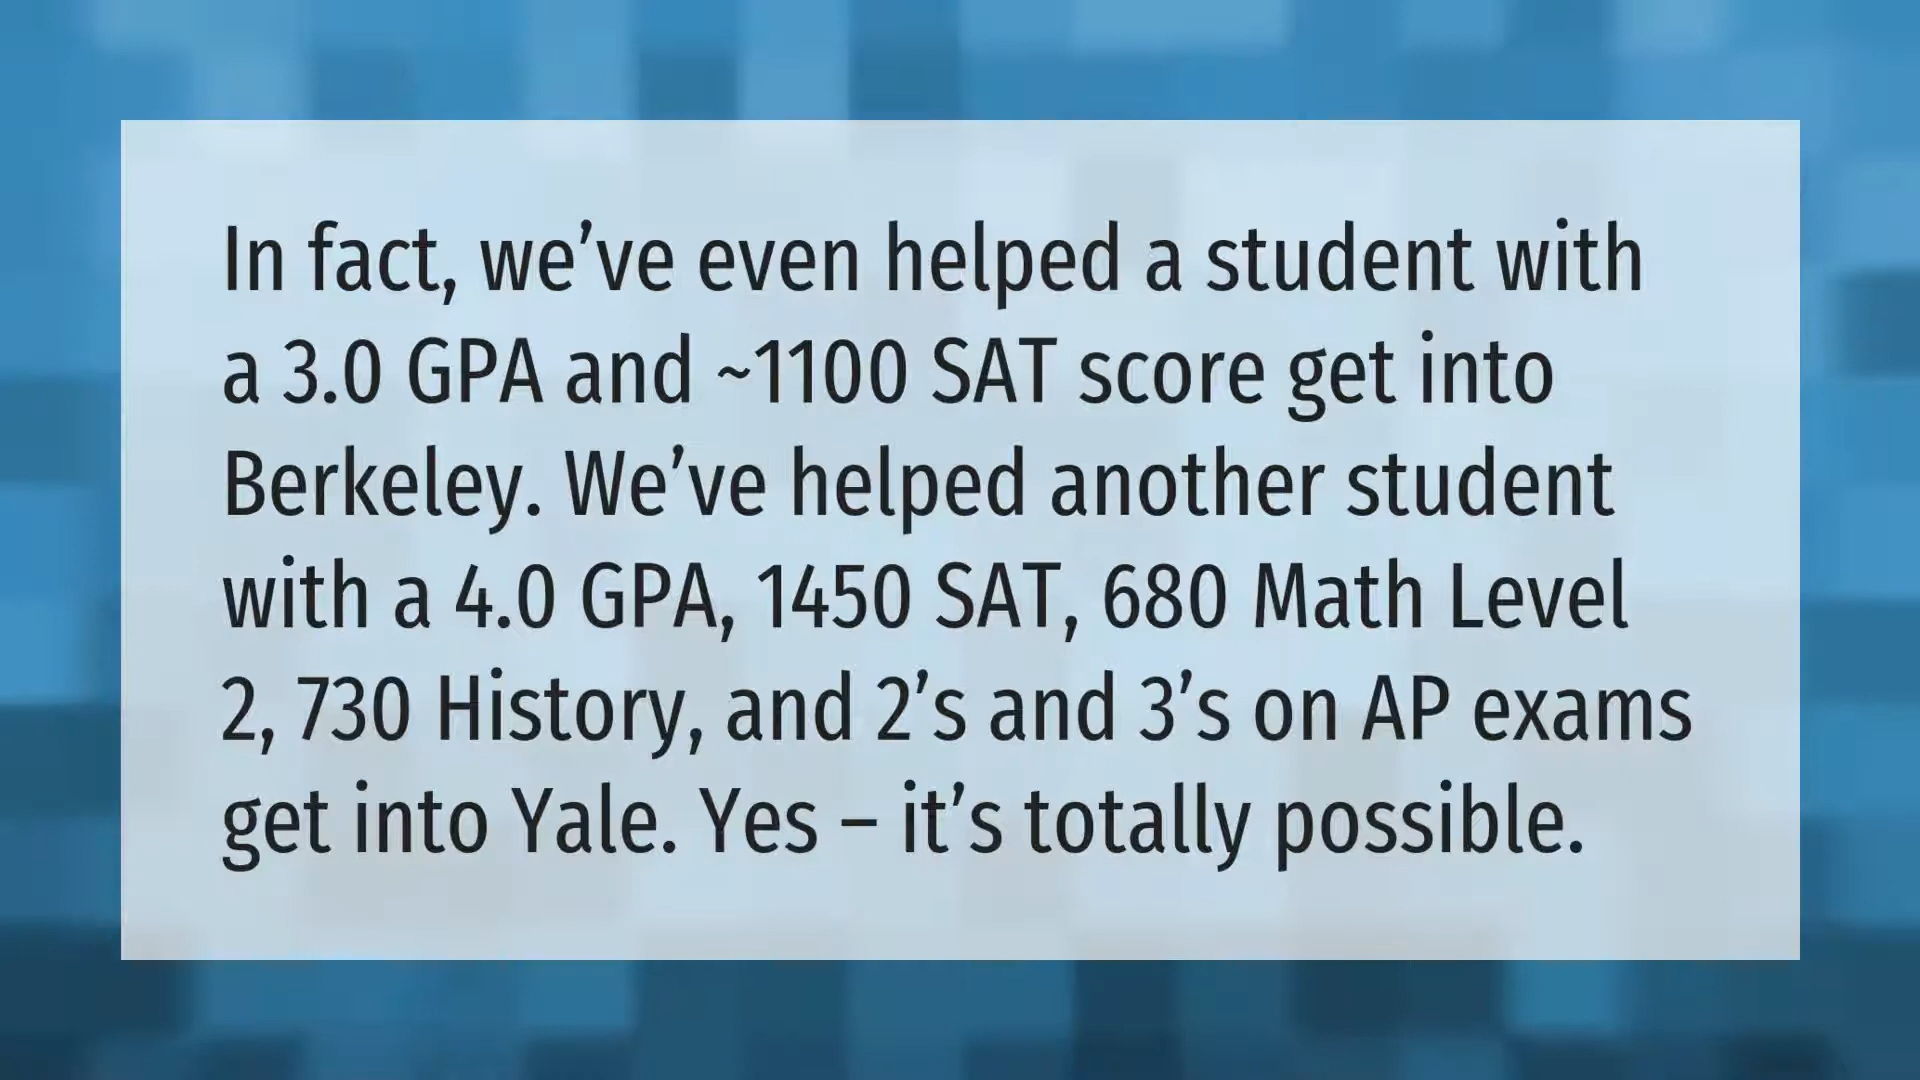 In fact, we’ve even helped a student with
a 3.0 GPA and ~1100 SAT score get into
Berkeley. We’ve helped another student
with a 4.0 GPA, 1450 SAT, 680 Math Level
2, 730 History, and 2’s and 3’s on AP exams
get into Yale. Yes – it’s totally possible.